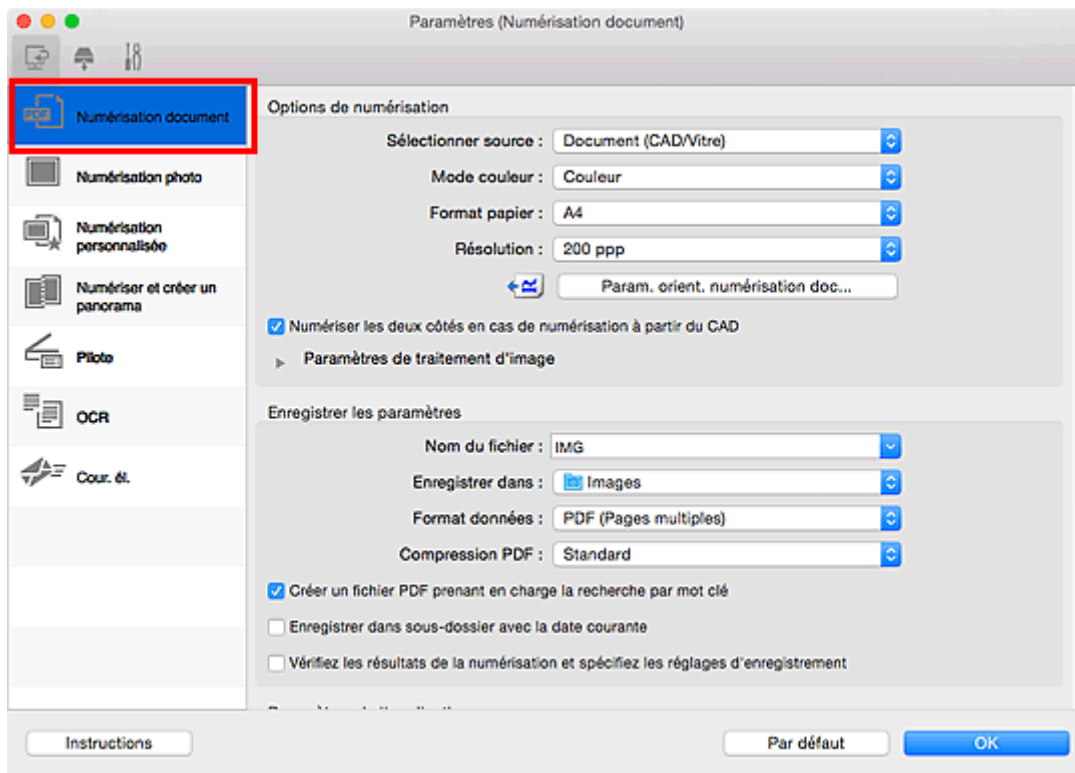 Paramètres (Numérisation document)
PDF
Numérisation document
Numérisation photo
Numérisation
personnalisée
Numériser et créer un
panorama
Pilote
OCR
Cour. él.
Options de numérisation
Sélectionner source : Document (CAD/Vitre)
Mode couleur : Couleur
Format papier : A4
Résolution : 200 ppp
Param. orient. numérisation doc...
Numériser les deux côtés en cas de numérisation à partir du CAD
Paramètres de traitement d'image
Enregistrer les paramètres
Nom du fichier : IMG
Enregistrer dans : Images
Format données : PDF (Pages multiples)
Compression PDF : Standard
Créer un fichier PDF prenant en charge la recherche par mot clé
Enregistrer dans sous-dossier avec la date courante
Vérifiez les résultats de la numérisation et spécifiez les réglages d'enregistrement
Instructions
Par défaut
OK